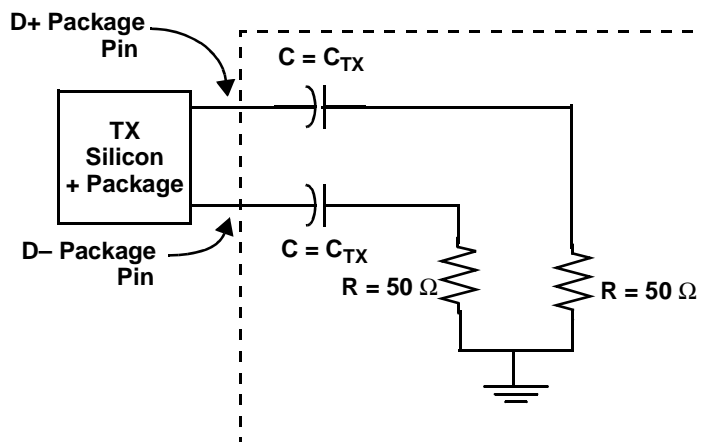 D+ Package
Pin
C = CTX
TX
Silicon
+ Package
D– Package
Pin
C = CTX
R = 50 Ω
R = 50 Ω